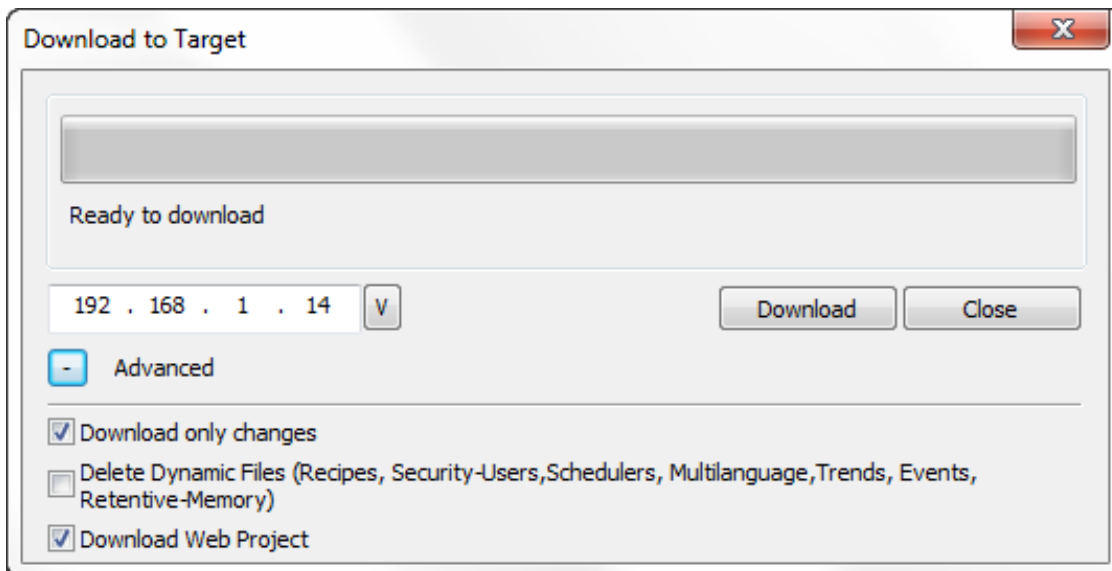 Download to Target
Ready to download
192 . 168 . 1 . 14 V Download Close
- Advanced
Download only changes
Delete Dynamic Files (Recipes, Security-Users,Schedulers, Multilanguage,Trends, Events,
Retentive-Memory)
Download Web Project